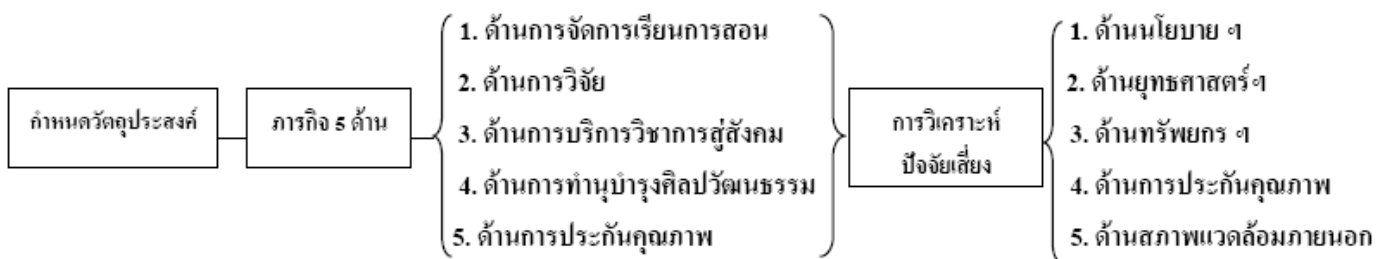 กำหนดวัตถุประสงค์
ภารกิจ 5 ด้าน
1. ด้านการจัดการเรียนการสอน
2. ด้านการวิจัย
3. ด้านการบริการวิชาการสู่สังคม
4. ด้านการทำนุบำรุงศิลปวัฒนธรรม
5. ด้านการประกันคุณภาพ
การวิเคราะห์
ปัจจัยเสี่ยง
1. ด้านนโยบาย ฯ
2. ด้านยุทธศาสตร์ฯ
3. ด้านทรัพยกร ฯ
4. ด้านการประกันคุณภาพ
5. ด้านสภาพแวดล้อมภายนอก